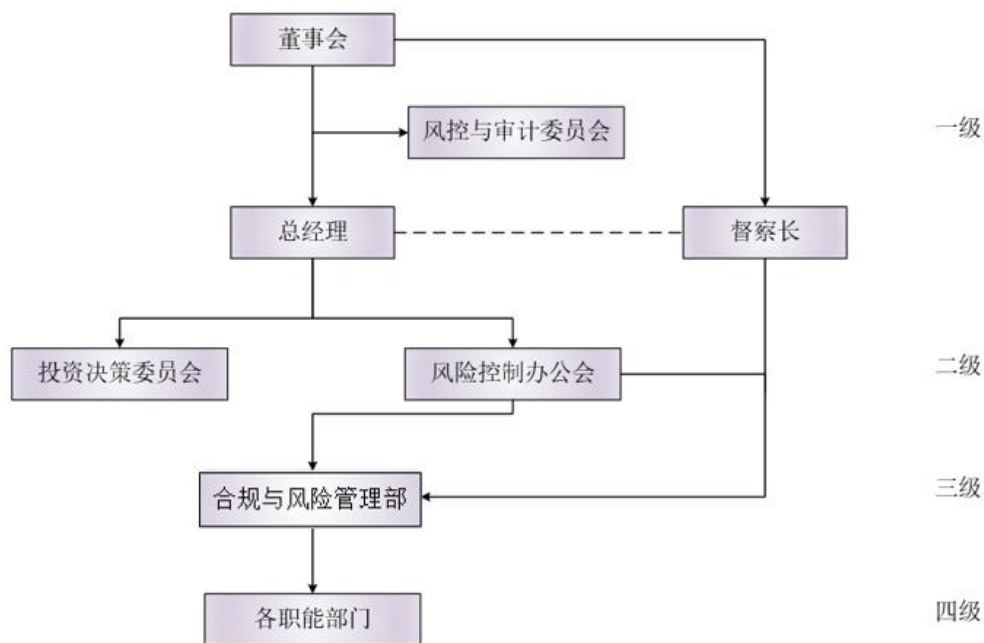 董事会
风控与审计委员会
一级
总经理
督察长
投资决策委员会
风险控制办公会
二级
合规与风险管理部
三级
各职能部门
四级